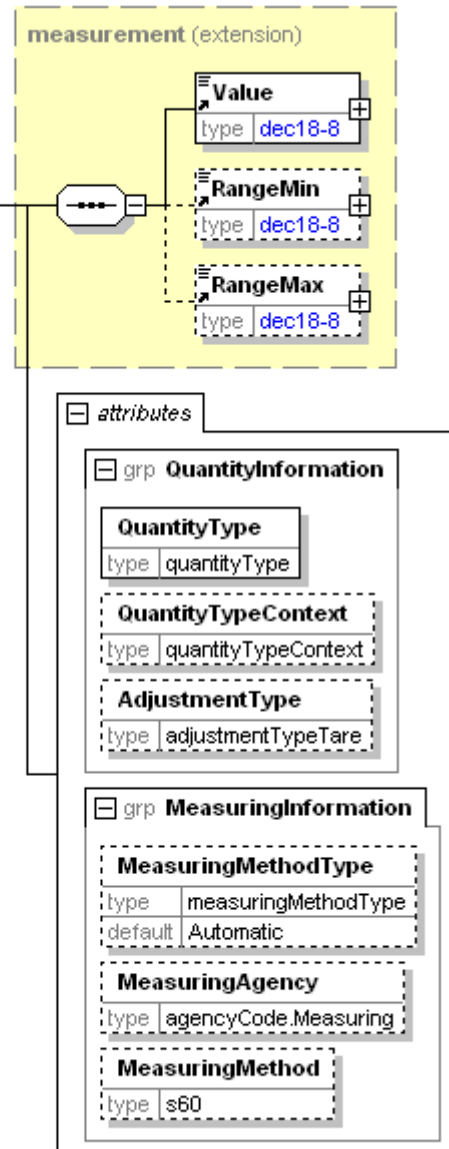 measurement (extension)
Value
type dec18-8
RangeMin
type dec18-8
RangeMax
type dec18-8
attributes
grp QuantityInformation
QuantityType
type quantityType
QuantityTypeContext
type quantityTypeContext
AdjustmentType
type adjustmentTypeTare
grp MeasuringInformation
MeasuringMethodType
type measuringMethodType
default Automatic
MeasuringAgency
type agencyCode.Measuring
MeasuringMethod
type s60